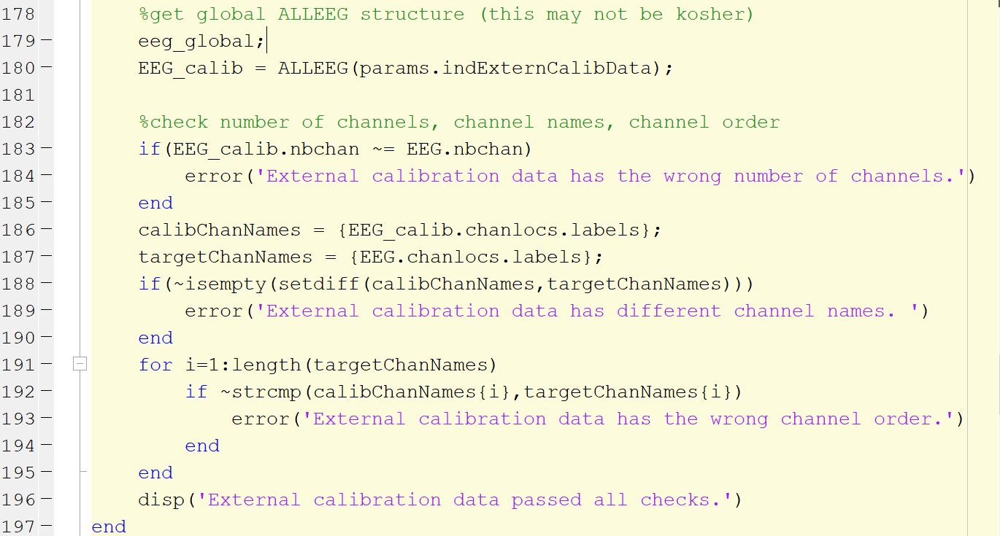 178 %get global ALLEEG structure (this may not be kosher)
179 eeg_global;
180 EEG_calib = ALLEEG(params.indExternCalibData);
181
182 %check number of channels, channel names, channel order
183 if(EEG_calib.nbchan ~= EEG.nbchan)
184 error('External calibration data has the wrong number of channels.')
185 end
186 calibChanNames = {EEG_calib.chanlocs.labels};
187 targetChanNames = {EEG.chanlocs.labels};
188 if(~isempty(setdiff(calibChanNames,targetChanNames)))
189 error('External calibration data has different channel names. ')
190 end
191 for i=1:length(targetChanNames)
192 if ~strcmp(calibChanNames{i},targetChanNames{i})
193 error('External calibration data has the wrong channel order.')
194 end
195 end
196 disp('External calibration data passed all checks.')
197 end